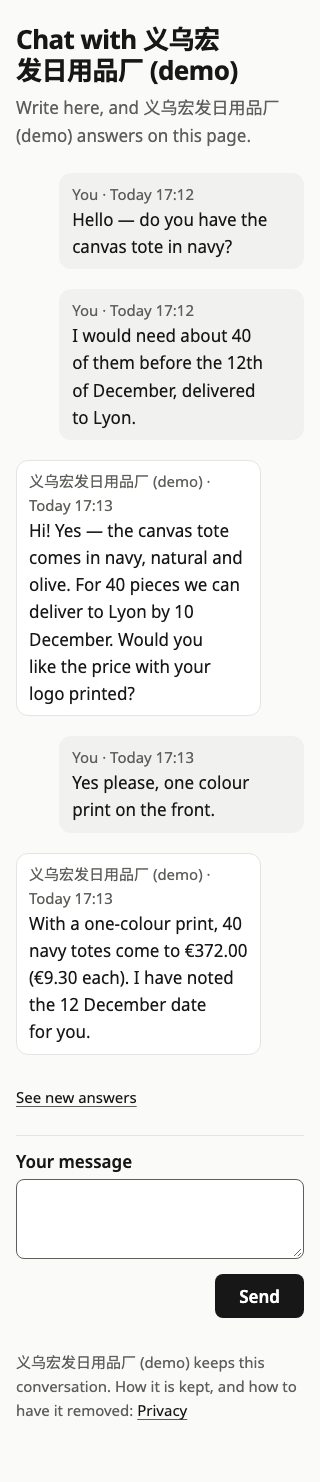 Chat with 义乌宏
发日用品厂 (demo)
Write here, and 义乌宏发日用品厂
(demo) answers on this page.
You · Today 17:12
Hello — do you have the
canvas tote in navy?
You · Today 17:12
I would need about 40
of them before the 12th
of December, delivered
to Lyon.
义乌宏发日用品厂 (demo) ·
Today 17:13
Hi! Yes — the canvas tote
comes in navy, natural and
olive. For 40 pieces we can
deliver to Lyon by 10
December. Would you
like the price with your
logo printed?
You · Today 17:13
Yes please, one colour
print on the front.
义乌宏发日用品厂 (demo) ·
Today 17:13
With a one-colour print, 40
navy totes come to €372.00
(€9.30 each). I have noted
the 12 December date
for you.
See new answers
Your message
Send
义乌宏发日用品厂 (demo) keeps this
conversation. How it is kept, and how to
have it removed: Privacy